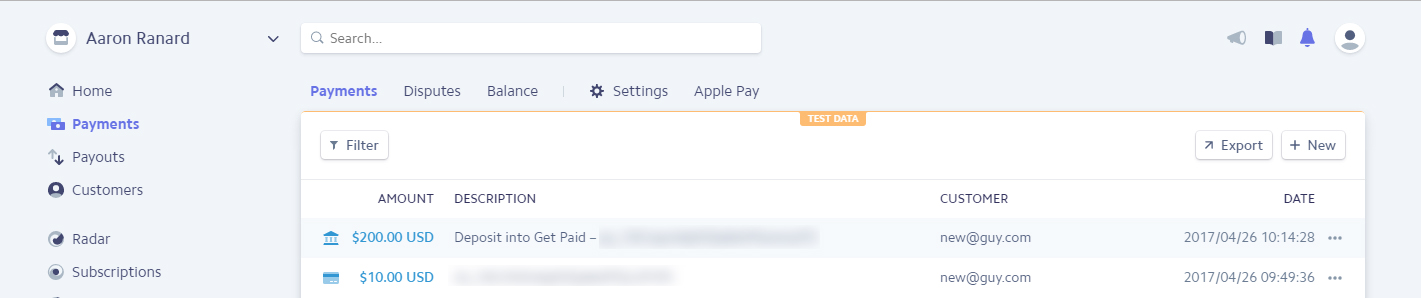 Aaron Ranard
Search...
Home
Payments
Payouts
Customers
Radar
Subscriptions
Payments Disputes Balance Settings Apple Pay
TEST DATA
Filter Export + New
AMOUNT DESCRIPTION CUSTOMER DATE
$200.00 USD Deposit into Get Paid – new@guy.com 2017/04/26 10:14:28 •••
$10.00 USD new@guy.com 2017/04/26 09:49:36 •••